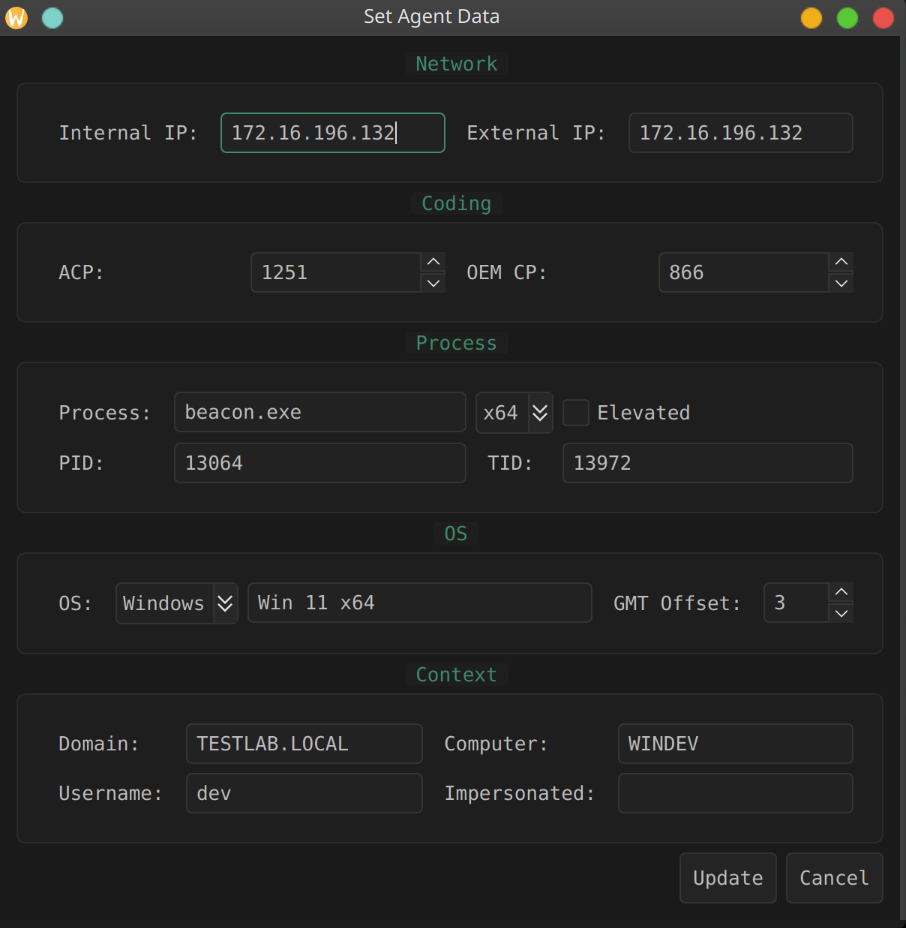 W Set Agent Data
Network
Internal IP: 172.16.196.132 External IP: 172.16.196.132
Coding
ACP: 1251 OEM CP: 866
Process
Process: beacon.exe x64 Elevated
PID: 13064 TID: 13972
OS
OS: Windows Win 11 x64 GMT Offset: 3
Context
Domain: TESTLAB.LOCAL Computer: WINDEV
Username: dev Impersonated:
Update Cancel